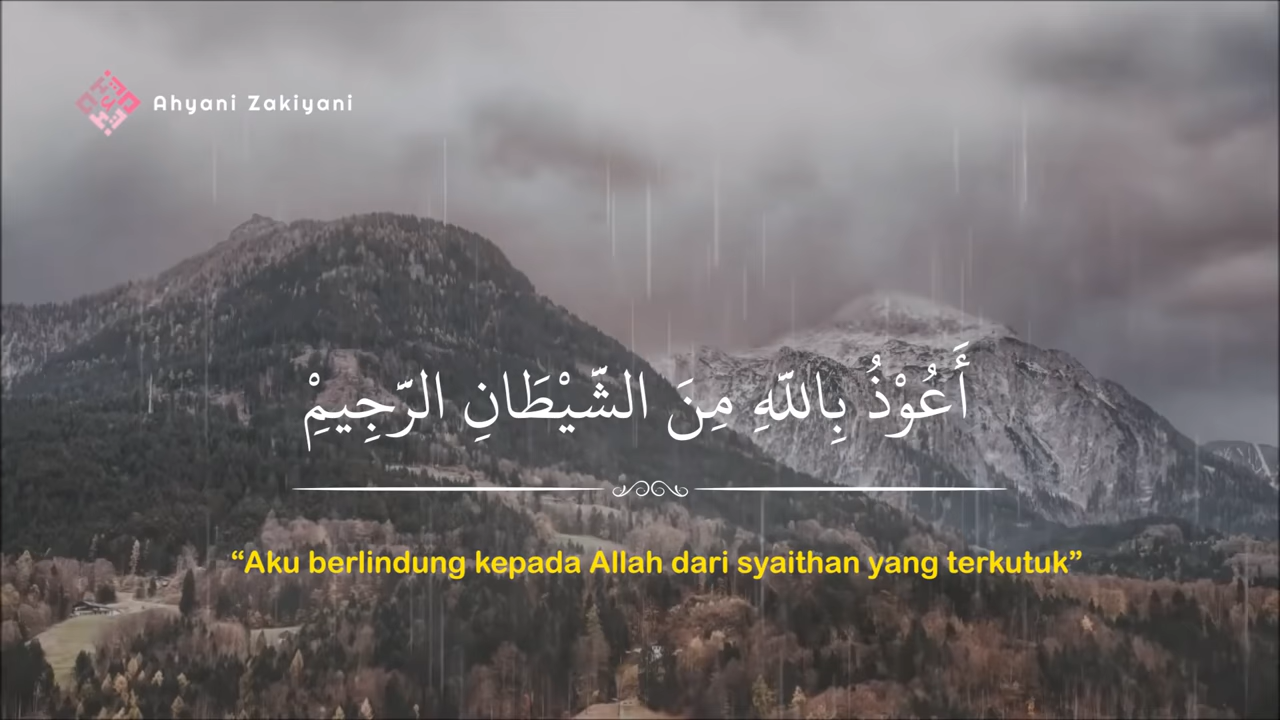 Ahyani Zakiyani
أَعُوْذُ بِاللّهِ مِنَ الشَّيْطَانِ الرَّجِيمِْ
“Aku berlindung kepada Allah dari syaithan yang terkutuk”